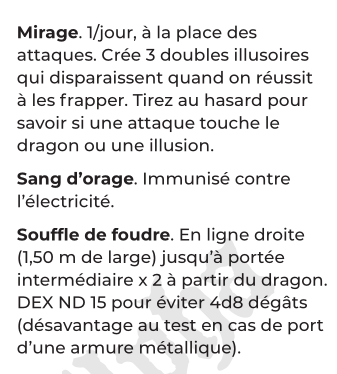 Mirage. 1/jour, à la place des
attaques. Crée 3 doubles illusoires
qui disparaissent quand on réussit
à les frapper. Tirez au hasard pour
savoir si une attaque touche le
dragon ou une illusion.
Sang d’orage. Immunisé contre
l’électricité.
Souffle de foudre. En ligne droite
(1,50 m de large) jusqu’à portée
intermédiaire x 2 à partir du dragon.
DEX ND 15 pour éviter 4d8 dégâts
(désavantage au test en cas de port
d’une armure métallique).